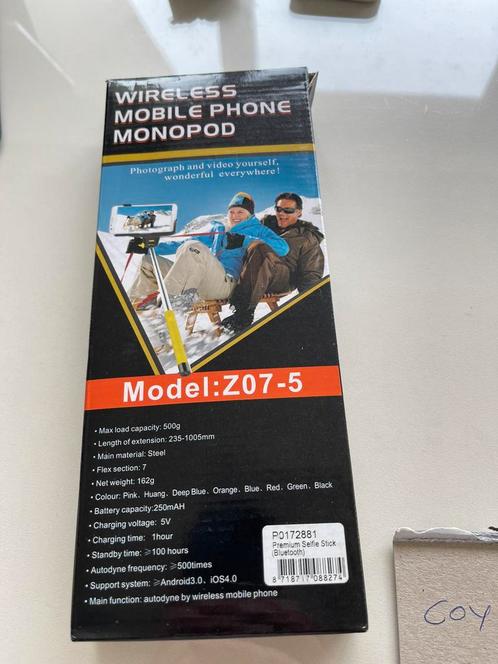 WIRELESS
MOBILE PHONE
MONOPOD
Photograph and video yourself,
wonderful everywhere!
Model:Z07-5
• Max load capacity: 500g
• Length of extension: 235-1005mm
• Main material: Steel
• Flex section: 7
• Net weight: 162g
• Colour: Pink、Huang、Deep Blue、Orange、Blue、Red、Green、Black
• Battery capacity:250mAH
• Charging voltage: 5V
• Charging time: 1hour
• Standby time: ≥100 hours
• Autodyne frequency: ≥500times
• Support system: ≥Android3.0、iOS4.0
• Main function: autodyne by wireless mobile phone
P0172881
Premium Selfie Stick
(Bluetooth)
8 718717 088274
COY